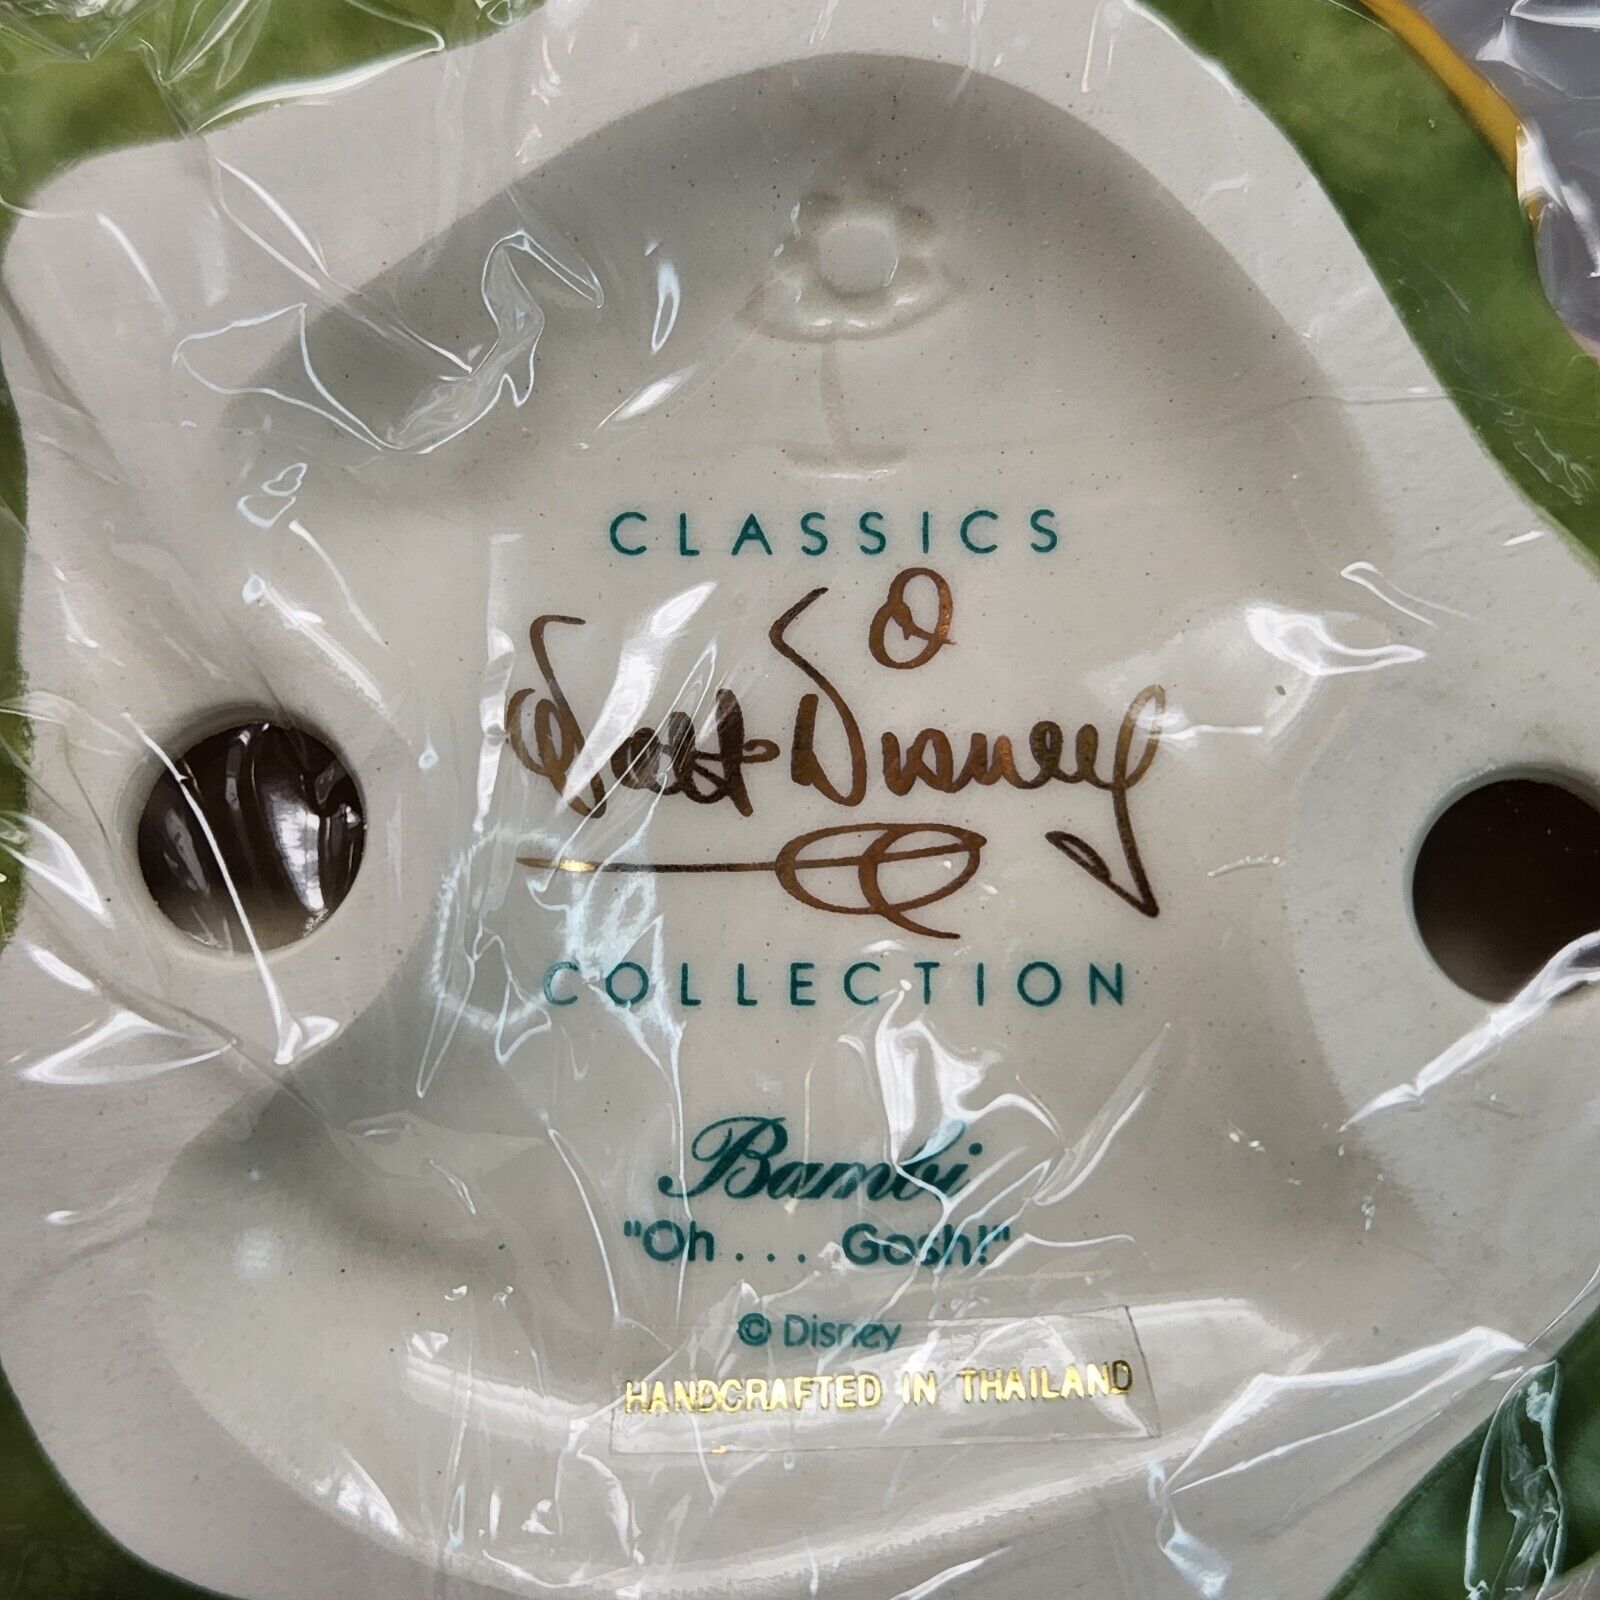 CLASSICS
Walt Disney
COLLECTION
Bambi
"Oh . . . Gosh!"
© Disney
HANDCRAFTED IN THAILAND